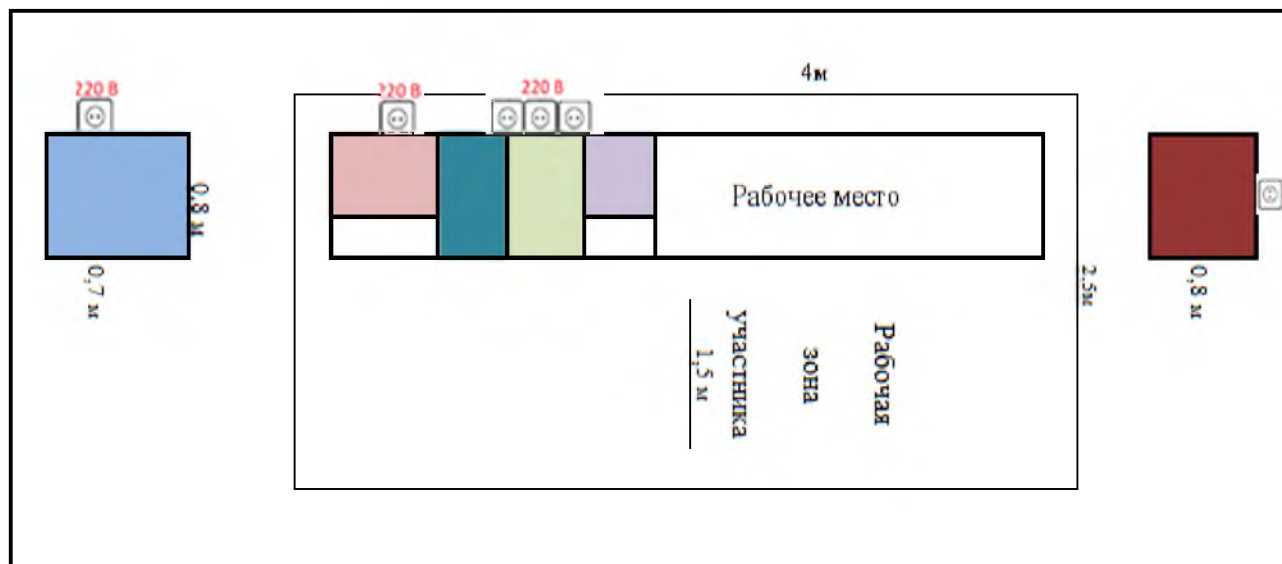 220 В
220 В
220 В
4м
0,8 м
0,7 м
Рабочее место
2.5м
0,8 м
Рабочая
зона
участника
1,5 м